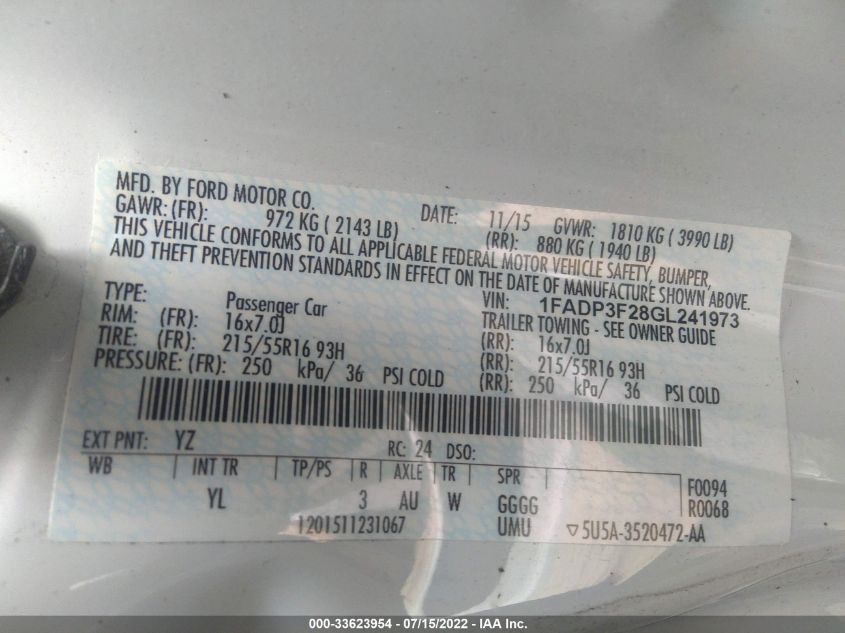 MFD. BY FORD MOTOR CO.
DATE: 11/15 GVWR: 1810 KG ( 3990 LB)
GAWR: (FR): 972 KG ( 2143 LB) (RR): 880 KG ( 1940 LB)
THIS VEHICLE CONFORMS TO ALL APPLICABLE FEDERAL MOTOR VEHICLE SAFETY, BUMPER,
AND THEFT PREVENTION STANDARDS IN EFFECT ON THE DATE OF MANUFACTURE SHOWN ABOVE.
VIN: 1FADP3F28GL241973
TYPE: Passenger Car TRAILER TOWING - SEE OWNER GUIDE
RIM: (FR): 16x7.0J (RR): 16x7.0J
TIRE: (FR): 215/55R16 93H (RR): 215/55R16 93H
PRESSURE: (FR): 250 kPa/ 36 PSI COLD (RR): 250 kPa/ 36 PSI COLD
EXT PNT: YZ RC: 24 DSO:
WB INT TR TP/PS R AXLE TR SPR F0094
YL 3 AU W GGGG R0068
1201511231067 UMU ▽5U5A-3520472-AA
000-33623954 - 07/15/2022 - IAA Inc.